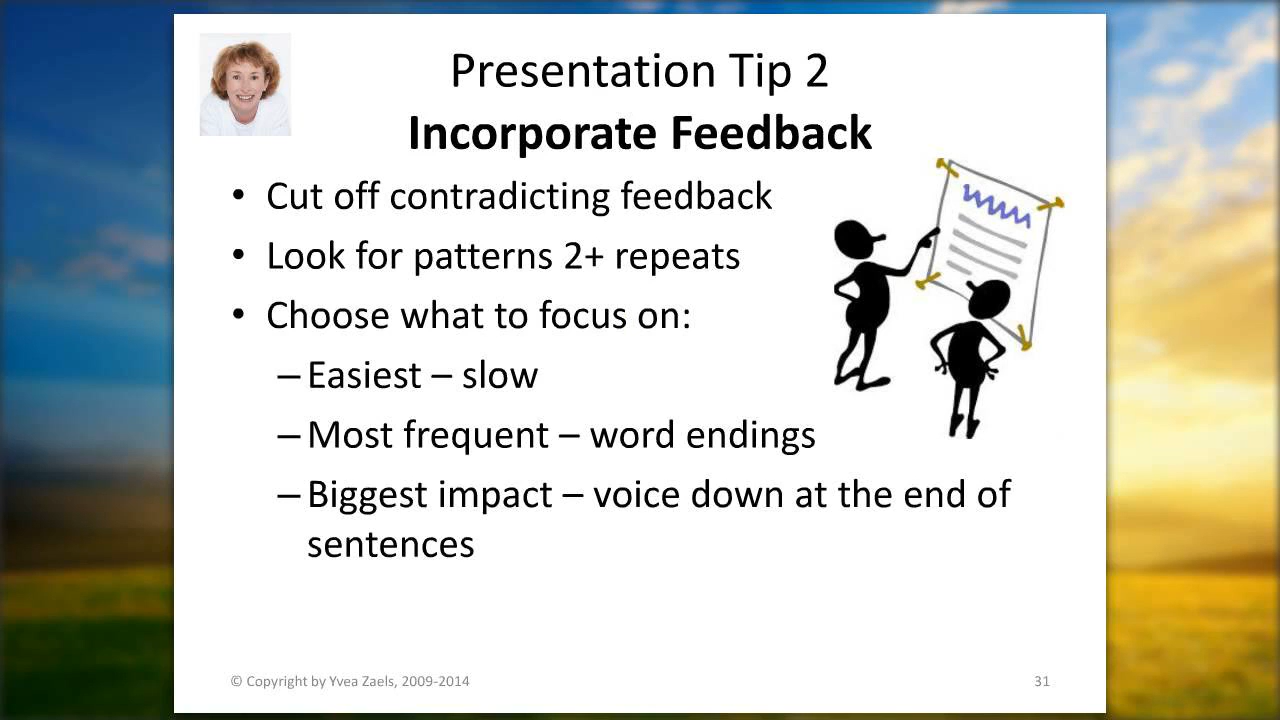 Presentation Tip 2
Incorporate Feedback
• Cut off contradicting feedback
• Look for patterns 2+ repeats
• Choose what to focus on:
– Easiest – slow
– Most frequent – word endings
– Biggest impact – voice down at the end of
sentences
© Copyright by Yvea Zaels, 2009-2014
31